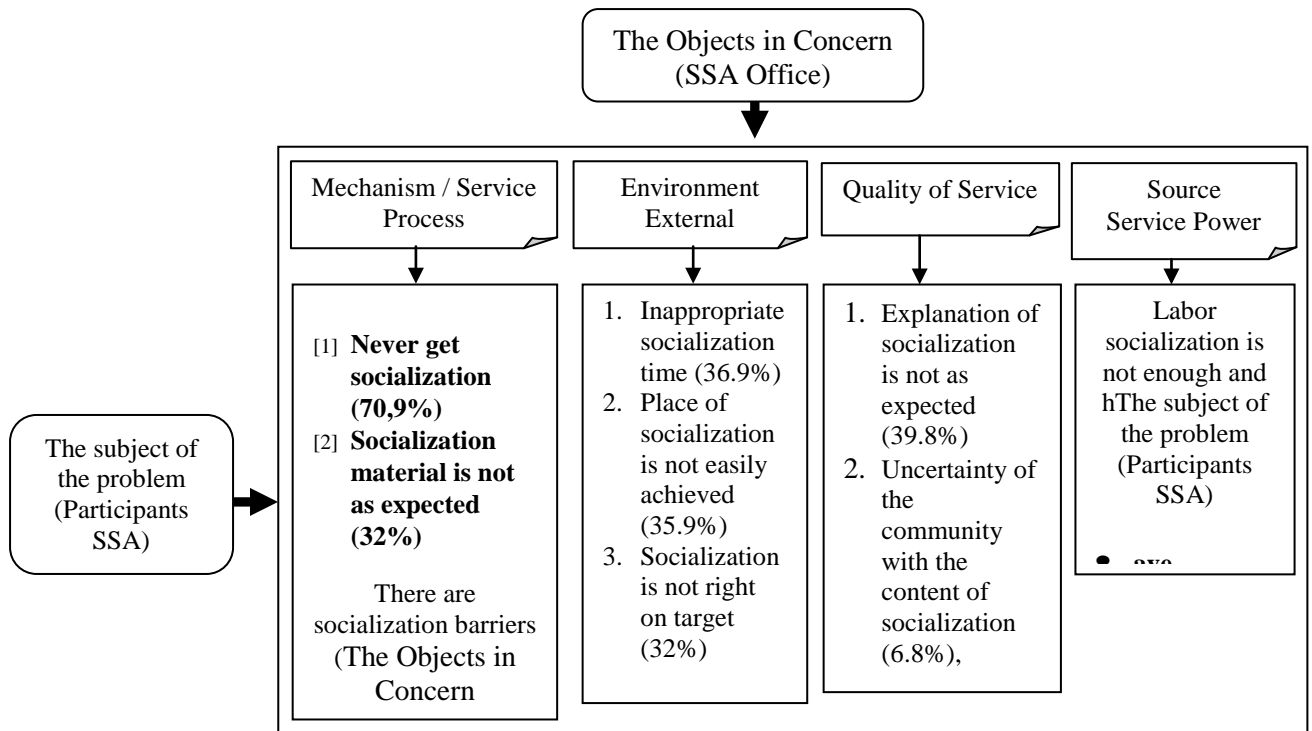 The Objects in Concern
(SSA Office)
Mechanism / Service
Process
Environment
External
Quality of Service
Source
Service Power
The subject of
the problem
(Participants
SSA)
[1] Never get
socialization
(70,9%)
[2] Socialization
material is not
as expected
(32%)
There are
socialization barriers
(The Objects in
Concern
1. Inappropriate
socialization
time (36.9%)
2. Place of
socialization
is not easily
achieved
(35.9%)
3. Socialization
is not right
on target
(32%)
1. Explanation of
socialization
is not as
expected
(39.8%)
2. Uncertainty of
the
community
with the
content of
socialization
(6.8%),
Labor
socialization is
not enough and
hThe subject of
the problem
(Participants
SSA)